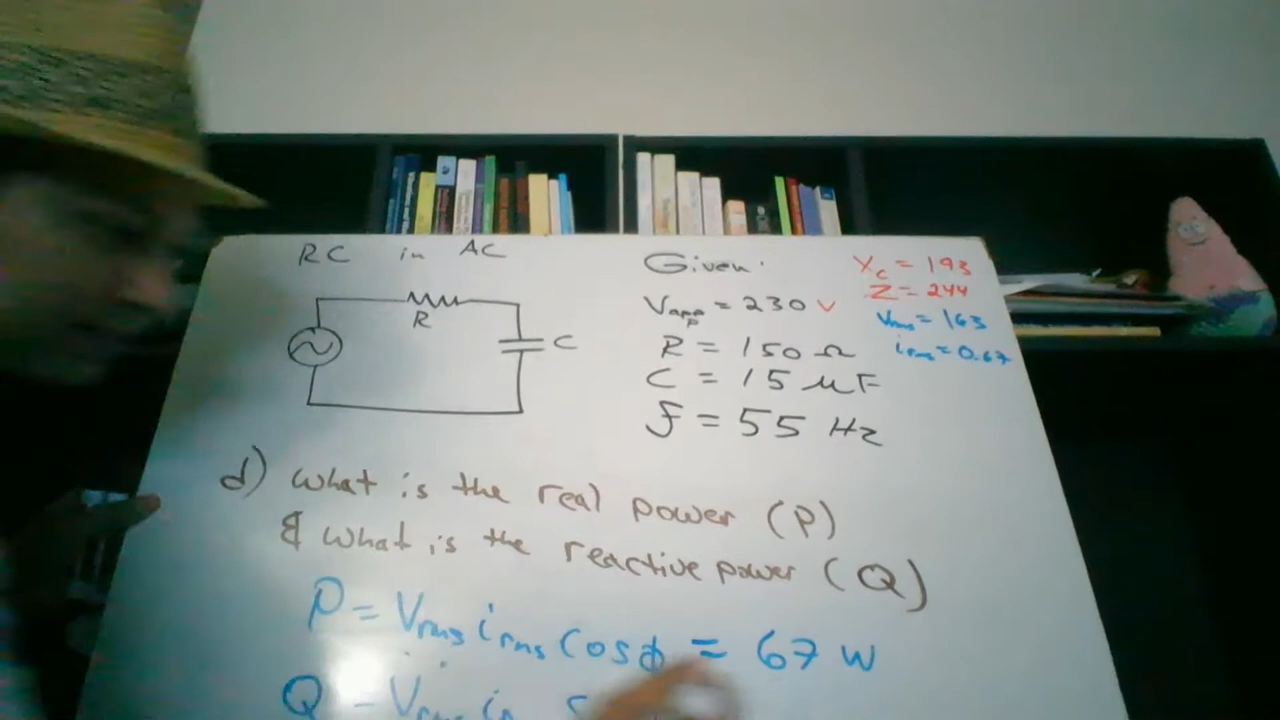 RC in AC
R
C
Given:
Vapp p = 230 V
R = 150 Ω
C = 15 μF
f = 55 Hz
Xc = 193
Z = 244
Vrms = 163
irms = 0.67
d) What is the real power (P)
& What is the reactive power (Q)
P = Vrms irms Cos φ = 67 W
Q = Vrms